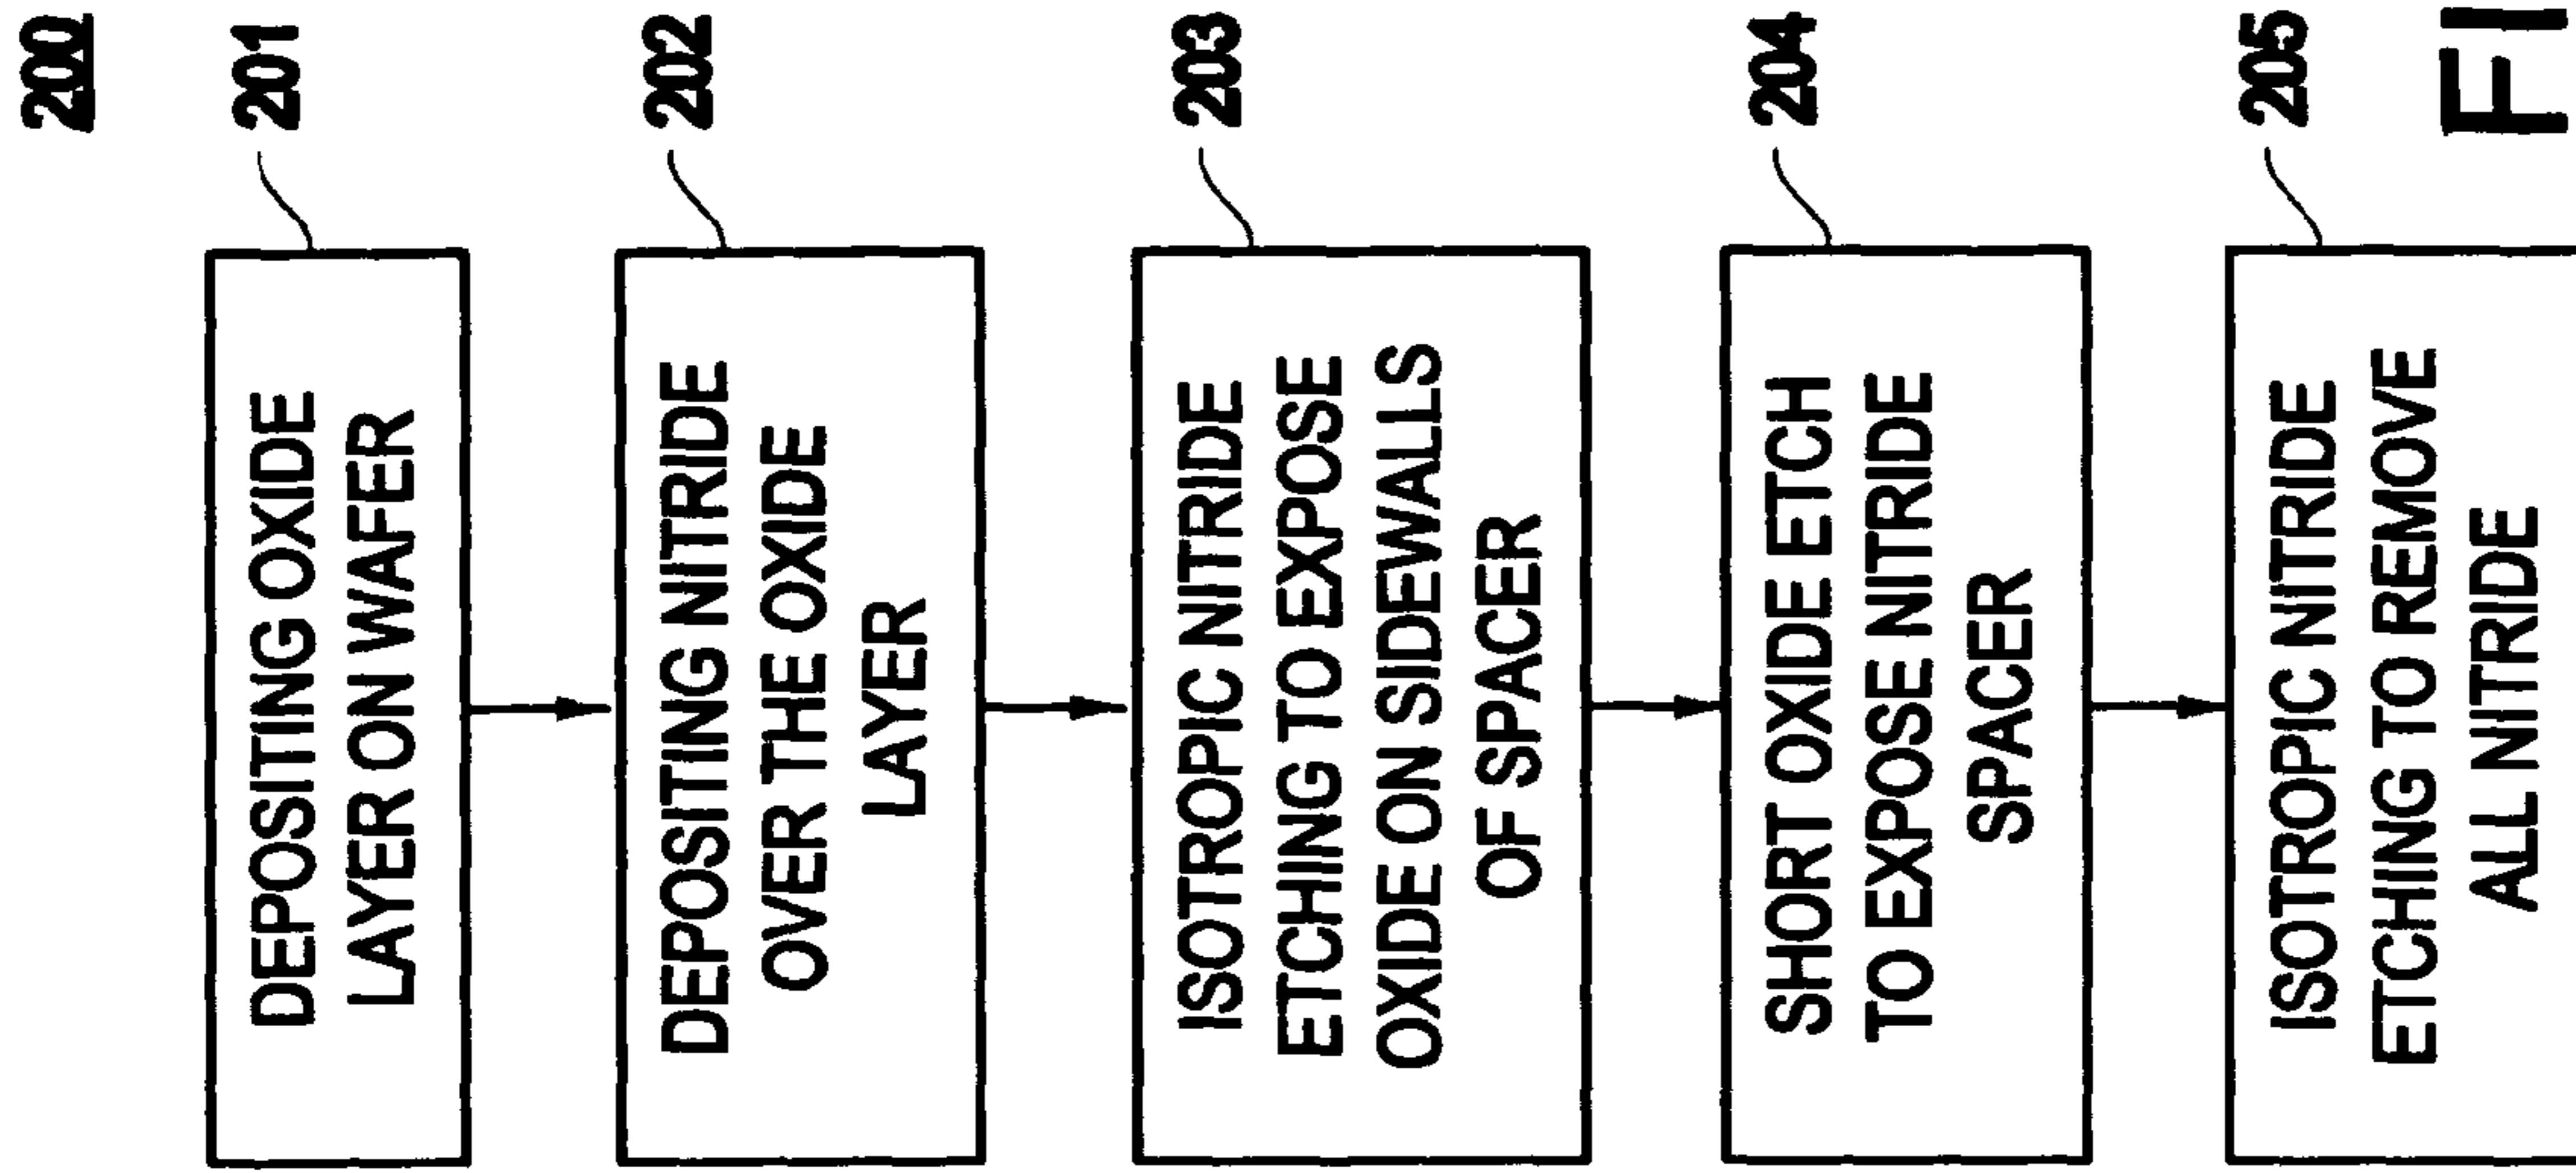 200
201
DEPOSITING OXIDE
LAYER ON WAFER
202
DEPOSITING NITRIDE
OVER THE OXIDE
LAYER
203
ISOTROPIC NITRIDE
ETCHING TO EXPOSE
OXIDE ON SIDEWALLS
OF SPACER
204
SHORT OXIDE ETCH
TO EXPOSE NITRIDE
SPACER
205
ISOTROPIC NITRIDE
ETCHING TO REMOVE
ALL NITRIDE